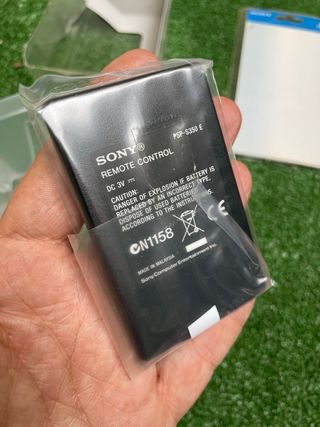 SONY®
PSP-S350 E
REMOTE CONTROL
DC 3V
CAUTION:
DANGER OF EXPLOSION IF BATTERY IS
REPLACED BY AN INCORRECT TYPE.
DISPOSE OF USED BATTERIES
ACCORDING TO THE INSTRUCTIONS.
N1158
CE
MADE IN MALAYSIA
Sony Computer Entertainment Inc.